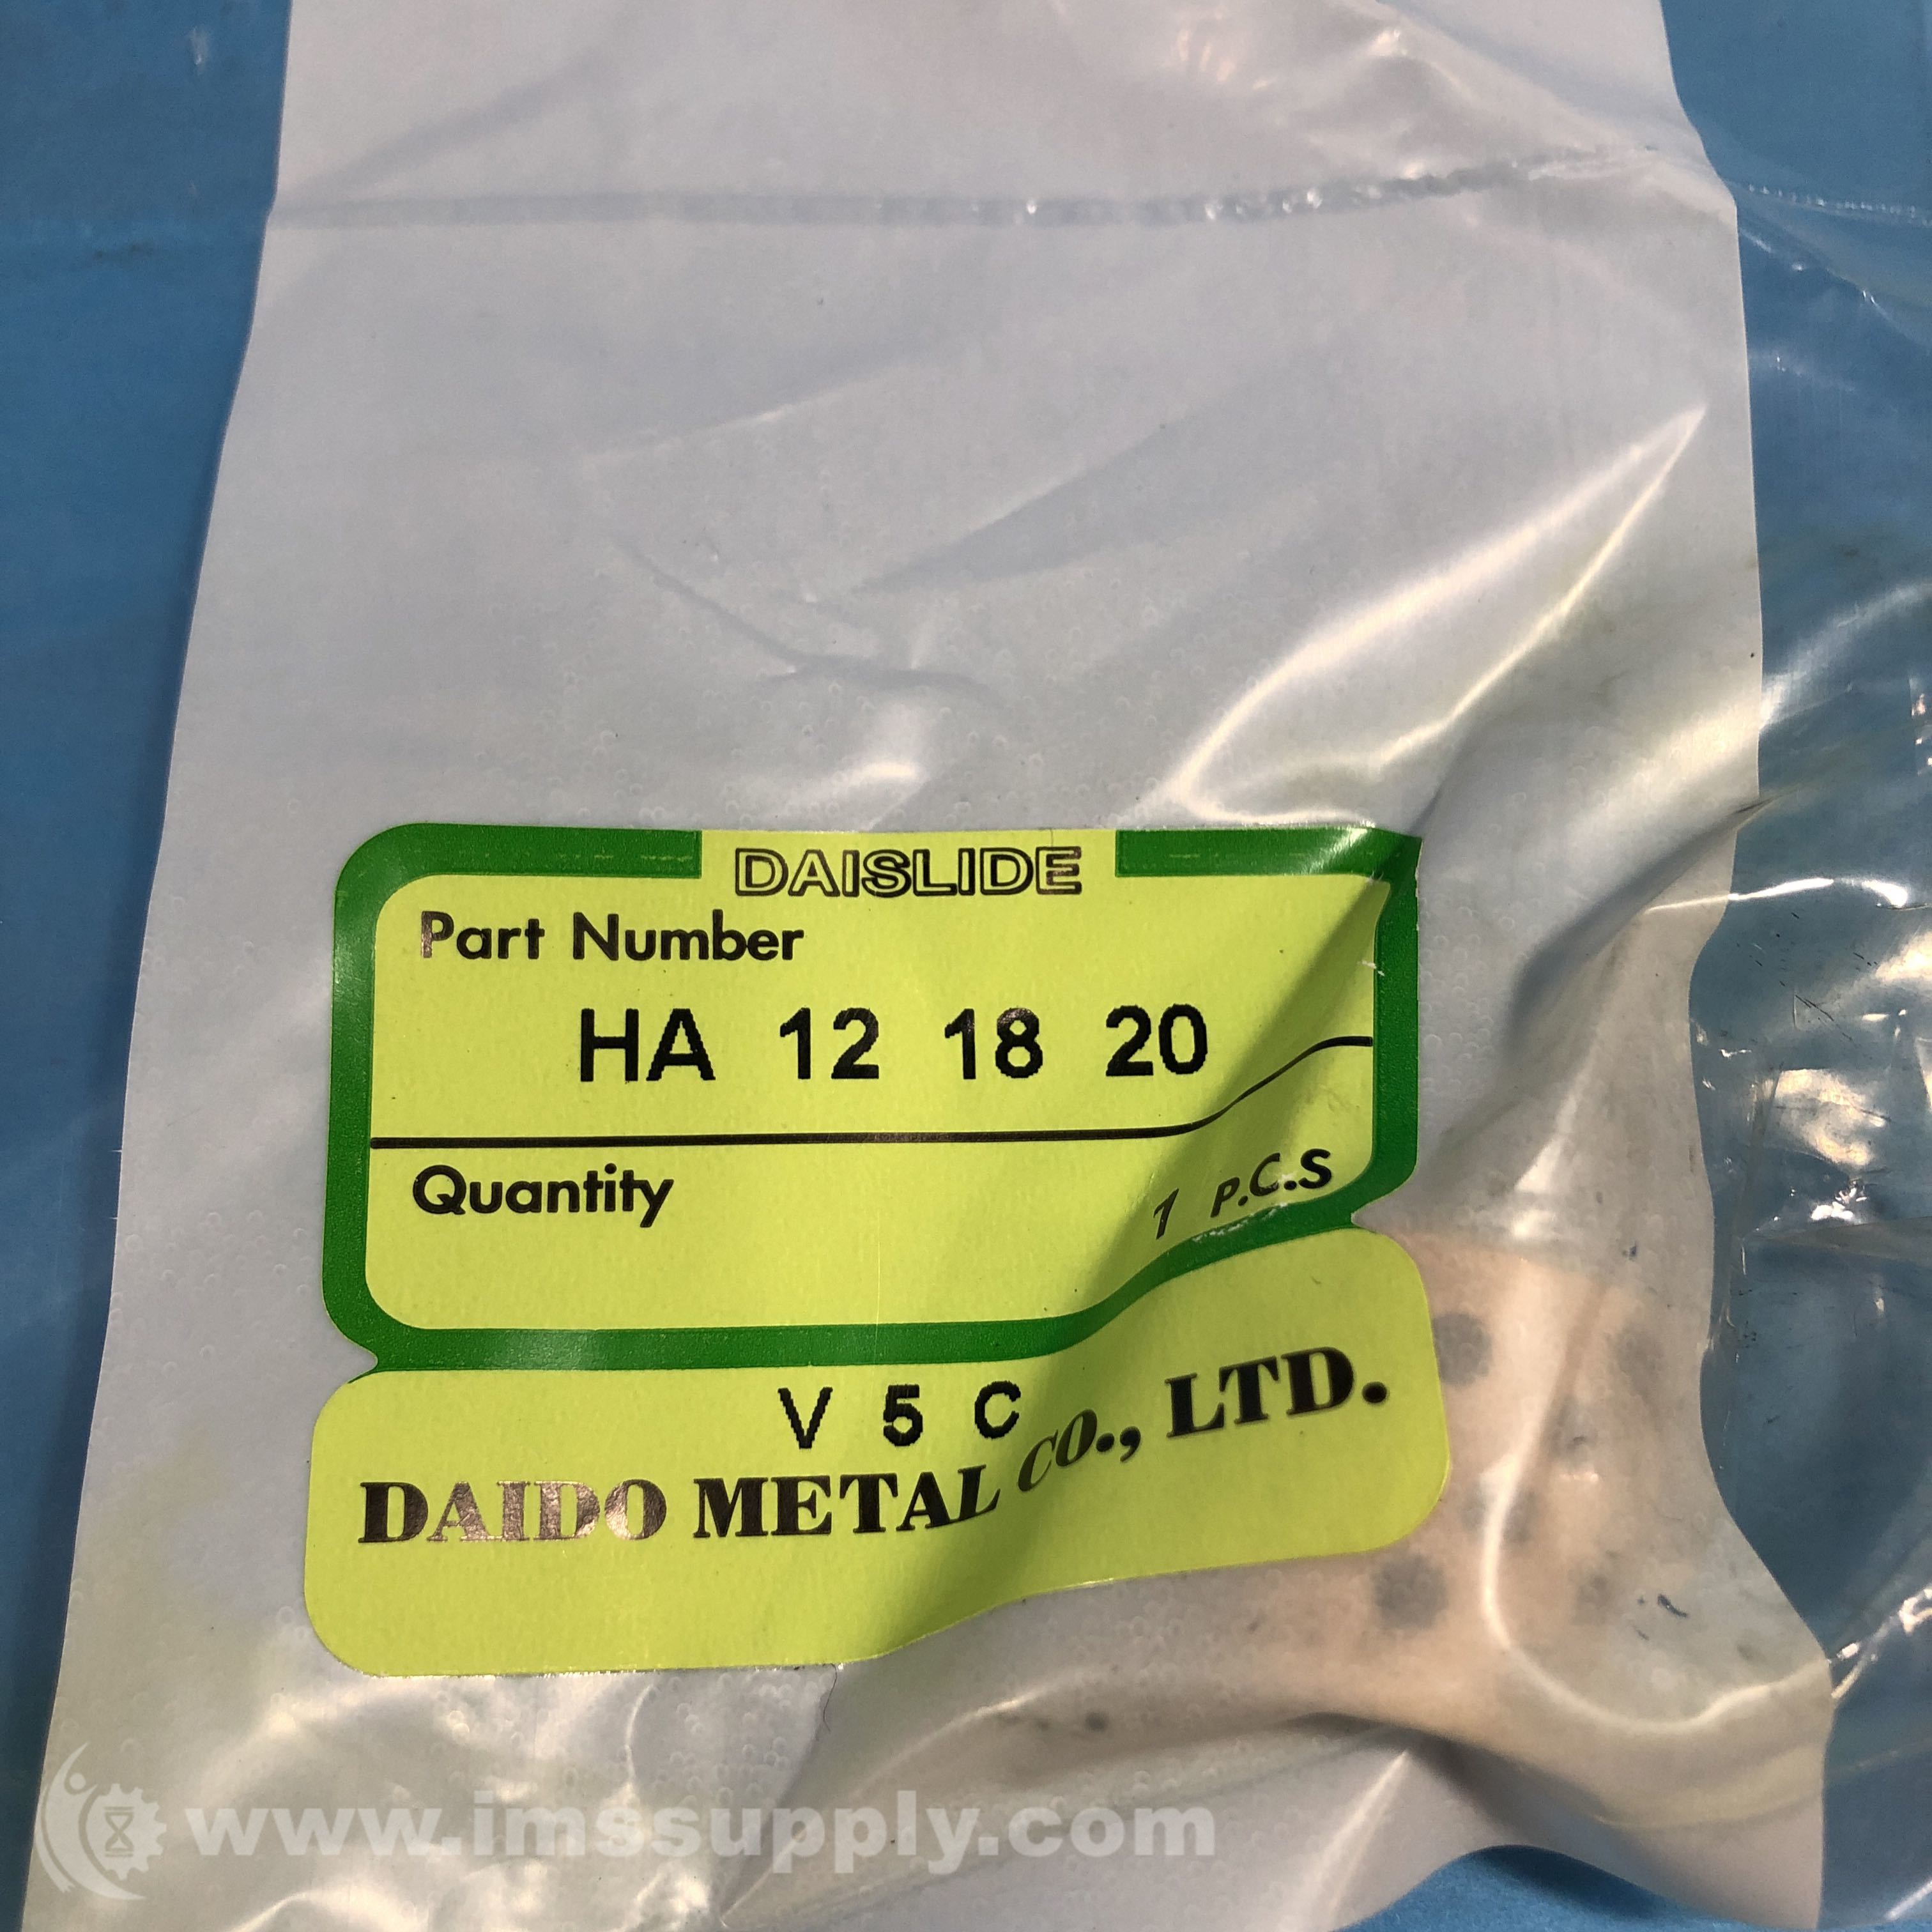 DAISLIDE
Part Number
HA 12 18 20
Quantity
1 P.C.S
V 5 C
DAIDO METAL CO., LTD.
www.imssupply.com